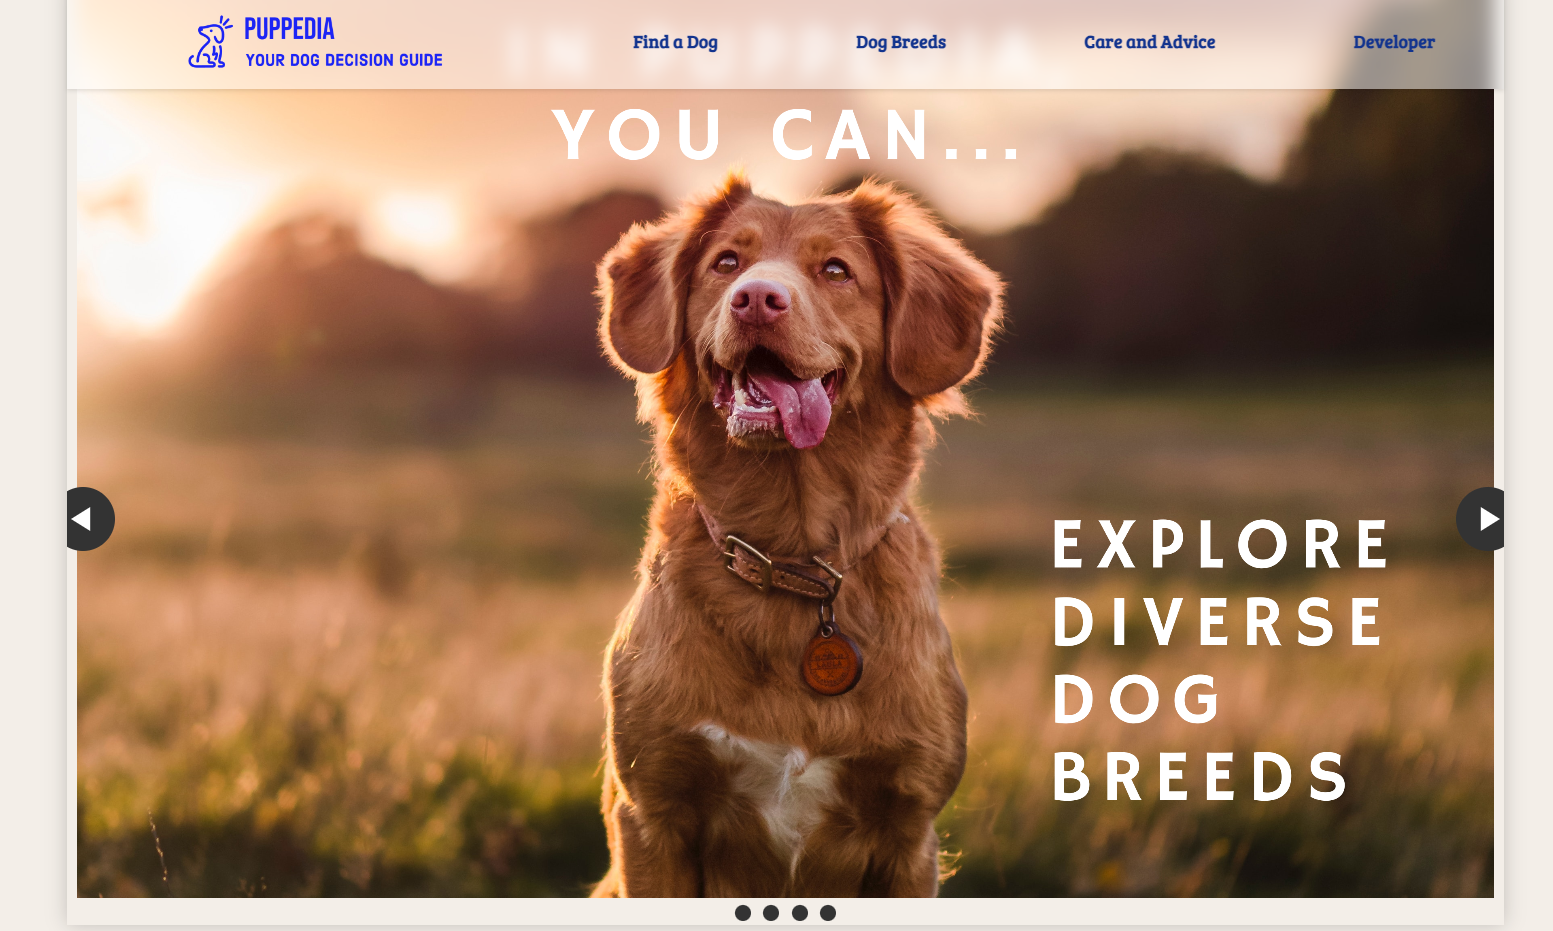 PUPPEDIA
YOUR DOG DECISION GUIDE
Find a Dog
Dog Breeds
Care and Advice
Developer
YOU CAN...
EXPLORE
DIVERSE
DOG
BREEDS